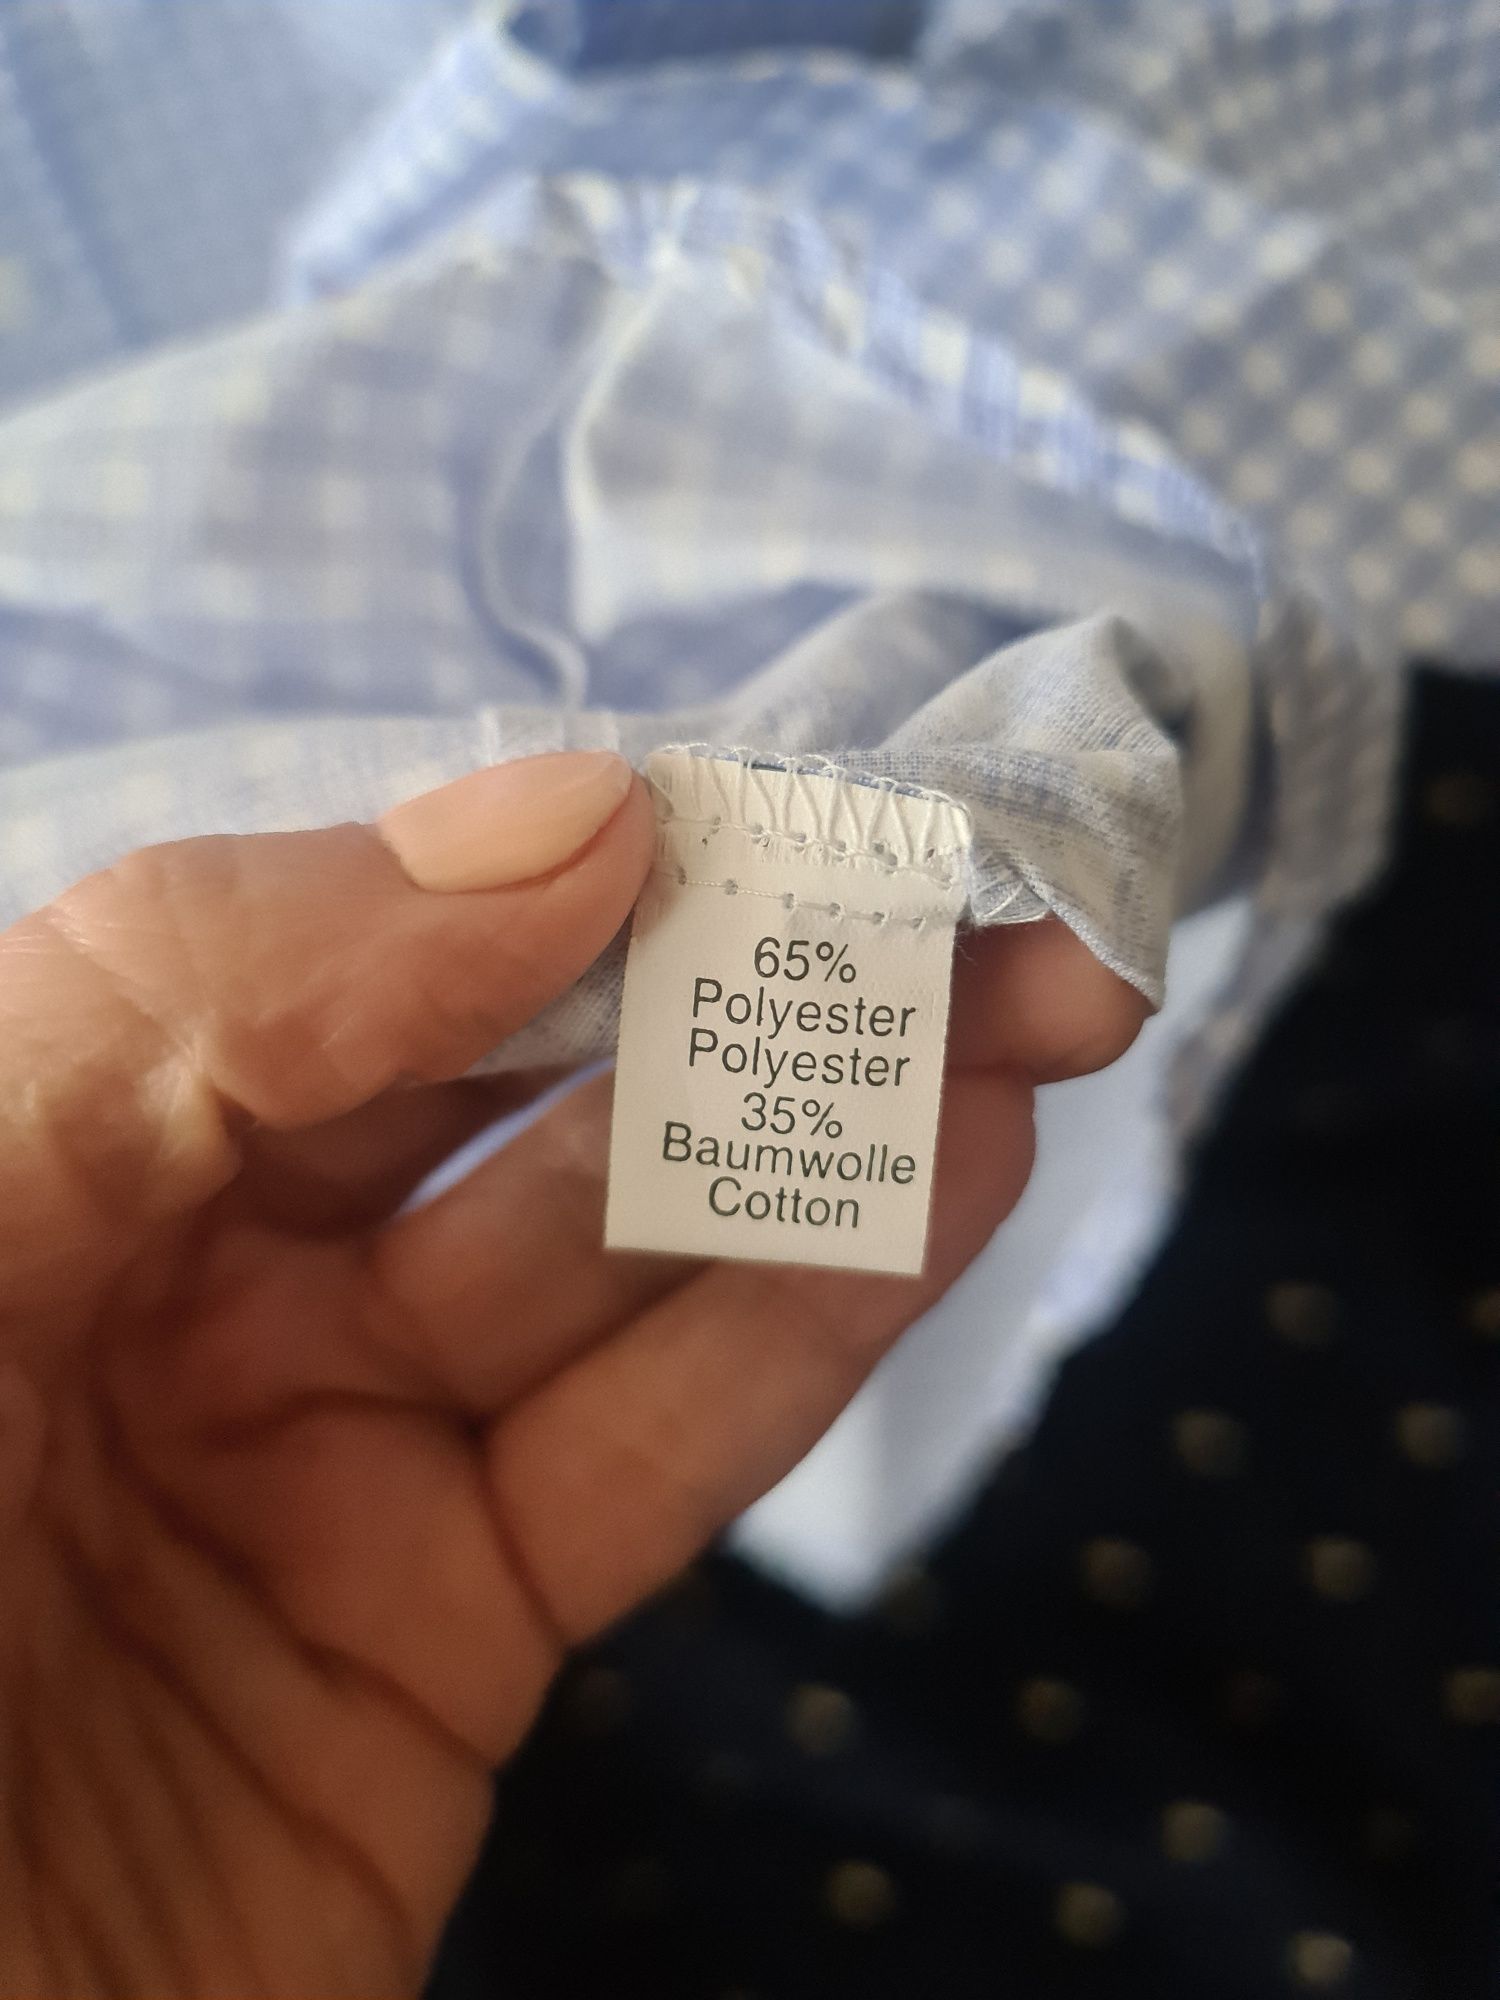 65%
Polyester
Polyester
35%
Baumwolle
Cotton